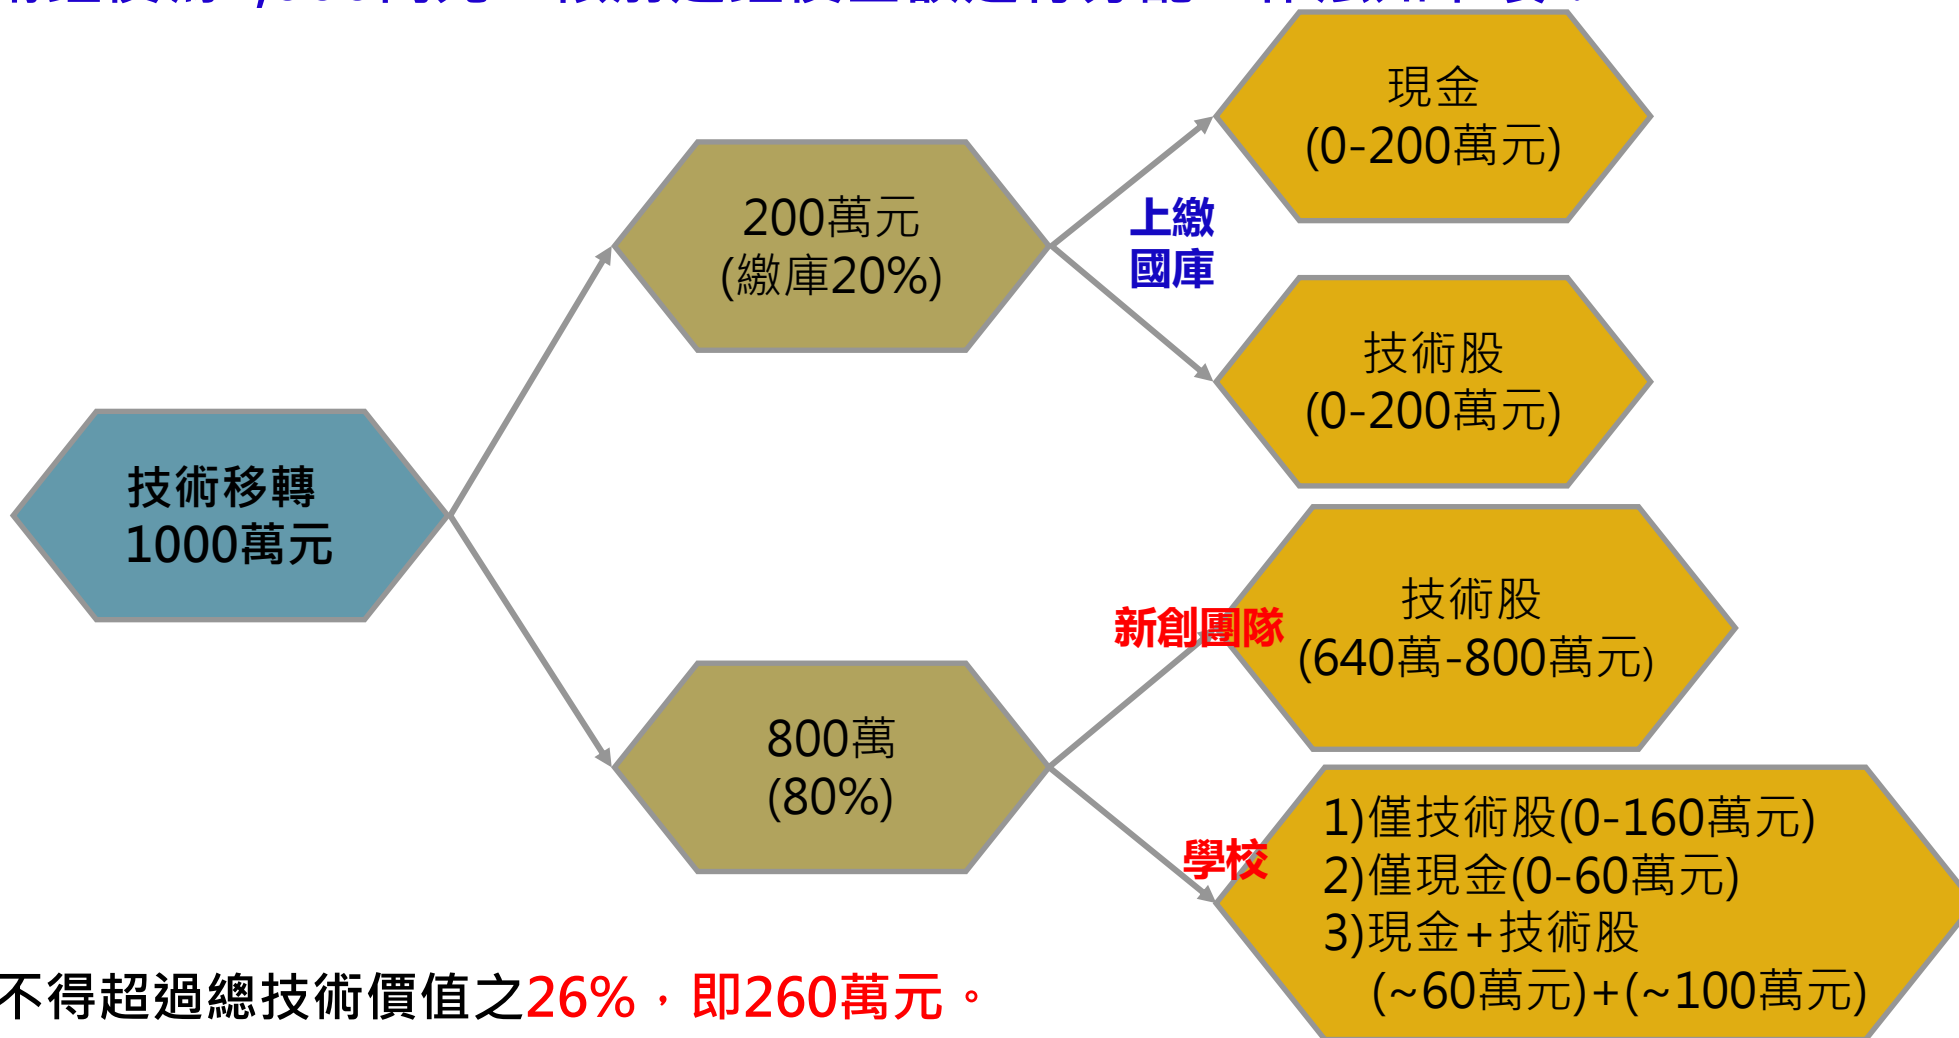 現金
(0-200萬元)
200萬元
(繳庫20%)
上繳
國庫
技術股
(0-200萬元)
技術移轉
1000萬元
新創團隊
技術股
(640萬-800萬元)
800萬
(80%)
學校
1)僅技術股(0-160萬元)
2)僅現金(0-60萬元)
3)現金+技術股
(~60萬元)+(~100萬元)
不得超過總技術價值之26%，即260萬元。